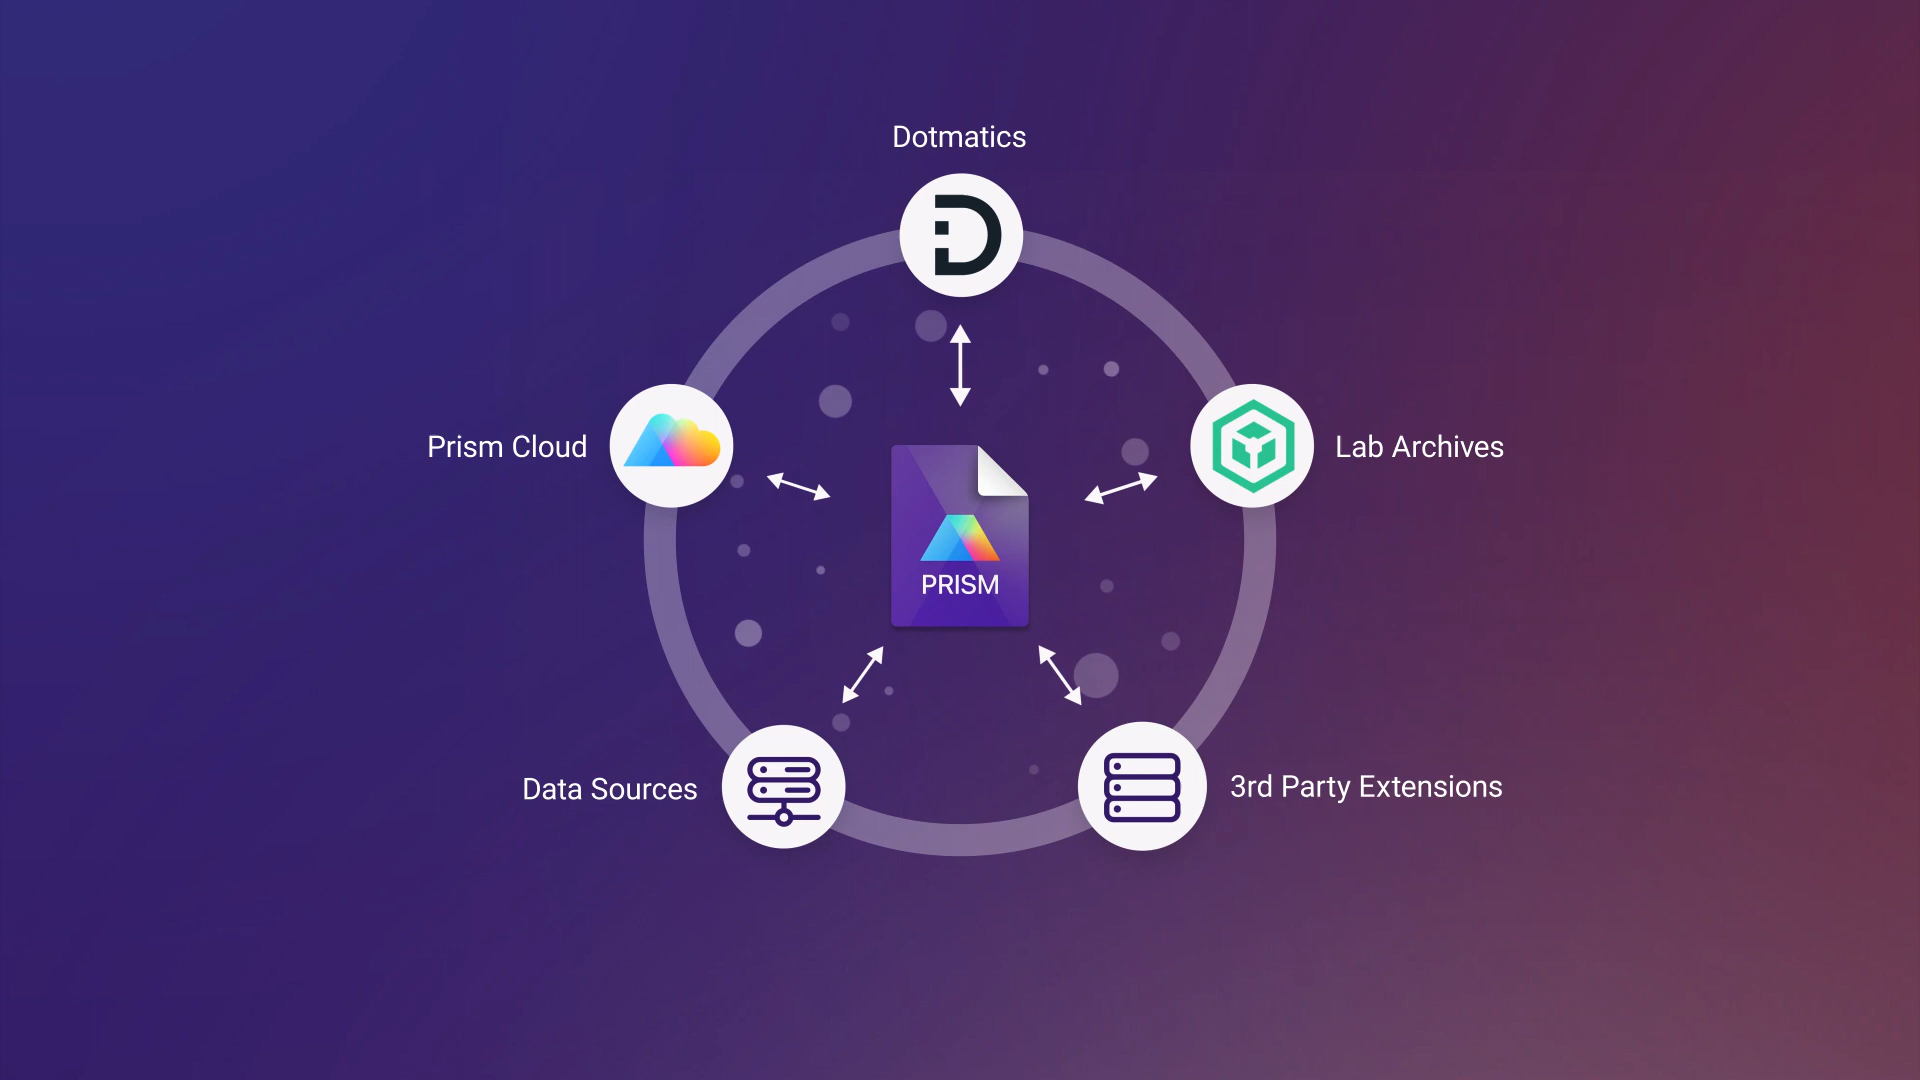 Dotmatics
Prism Cloud
Lab Archives
PRISM
Data Sources
3rd Party Extensions